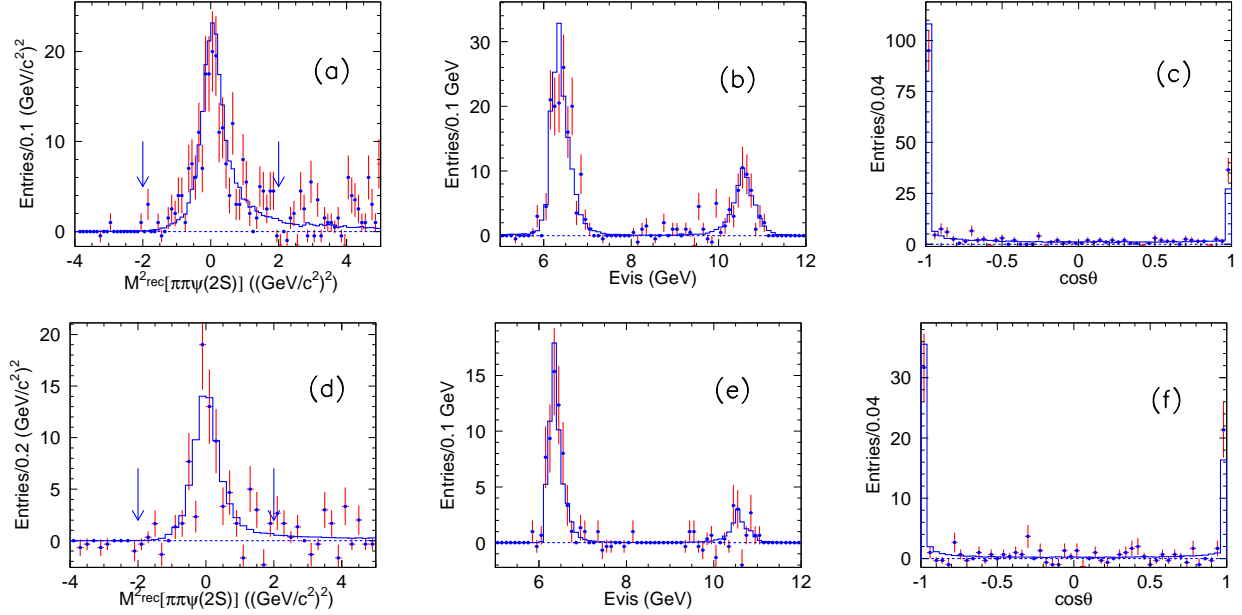 Entries/0.1 (GeV/c²)²
20
10
0
(a)
-4 -2 0 2 4
M²ʳᵉᶜ[ππψ(2S)] ((GeV/c²)²)
Entries/0.1 GeV
30
20
10
0
(b)
6 8 10 12
Evis (GeV)
Entries/0.04
100
75
50
25
0
(c)
-1 -0.5 0 0.5 1
cosθ
Entries/0.2 (GeV/c²)²
20
15
10
5
0
(d)
-4 -2 0 2 4
M²ʳᵉᶜ[ππψ(2S)] ((GeV/c²)²)
Entries/0.1 GeV
15
10
5
0
(e)
6 8 10 12
Evis (GeV)
Entries/0.04
30
20
10
0
(f)
-1 -0.5 0 0.5 1
cosθ